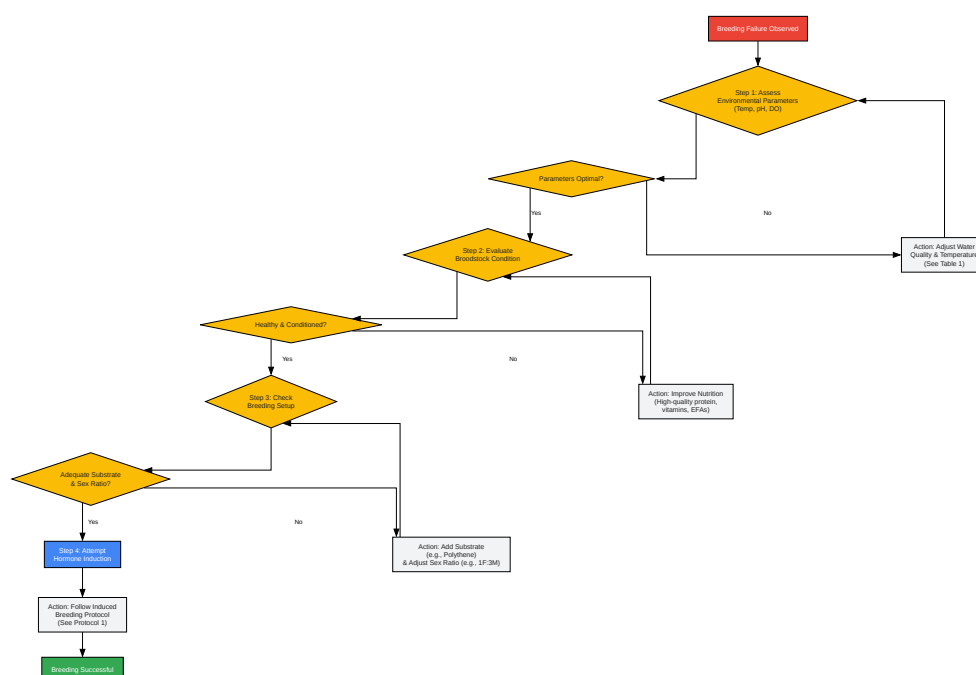 Breeding Failure Observed
Step 1: Assess
Environmental Parameters
(Temp, pH, DO)
Parameters Optimal?
Yes
No
Step 2: Evaluate
Broodstock Condition
Action: Adjust Water
Quality & Temperature
(See Table 1)
Healthy & Conditioned?
Yes
No
Step 3: Check
Breeding Setup
Action: Improve Nutrition
(High-quality protein,
vitamins, EFAs)
Adequate Substrate
& Sex Ratio?
Yes
No
Step 4: Attempt
Hormone Induction
Action: Add Substrate
(e.g., Polythene)
& Adjust Sex Ratio (e.g., 1F:3M)
Action: Follow Induced
Breeding Protocol
(See Protocol 1)
Breeding Successful